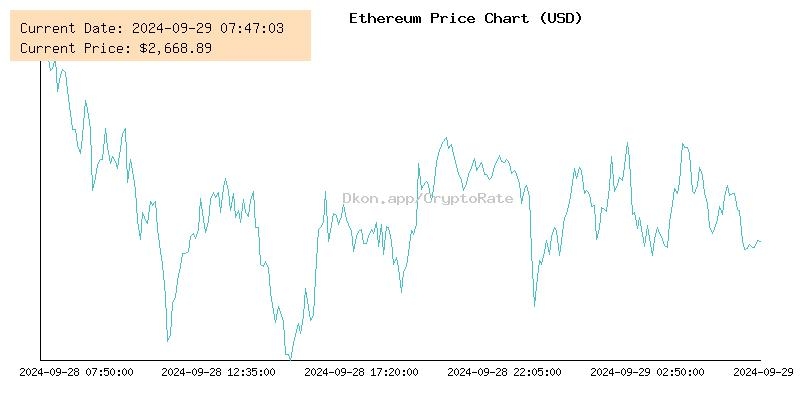 Ethereum Price Chart (USD)
Current Date: 2024-09-29 07:47:03
Current Price: $2,668.89
Dkon.app/CryptoRate
2024-09-28 07:50:00 2024-09-28 12:35:00 2024-09-28 17:20:00 2024-09-28 22:05:00 2024-09-29 02:50:00 2024-09-29